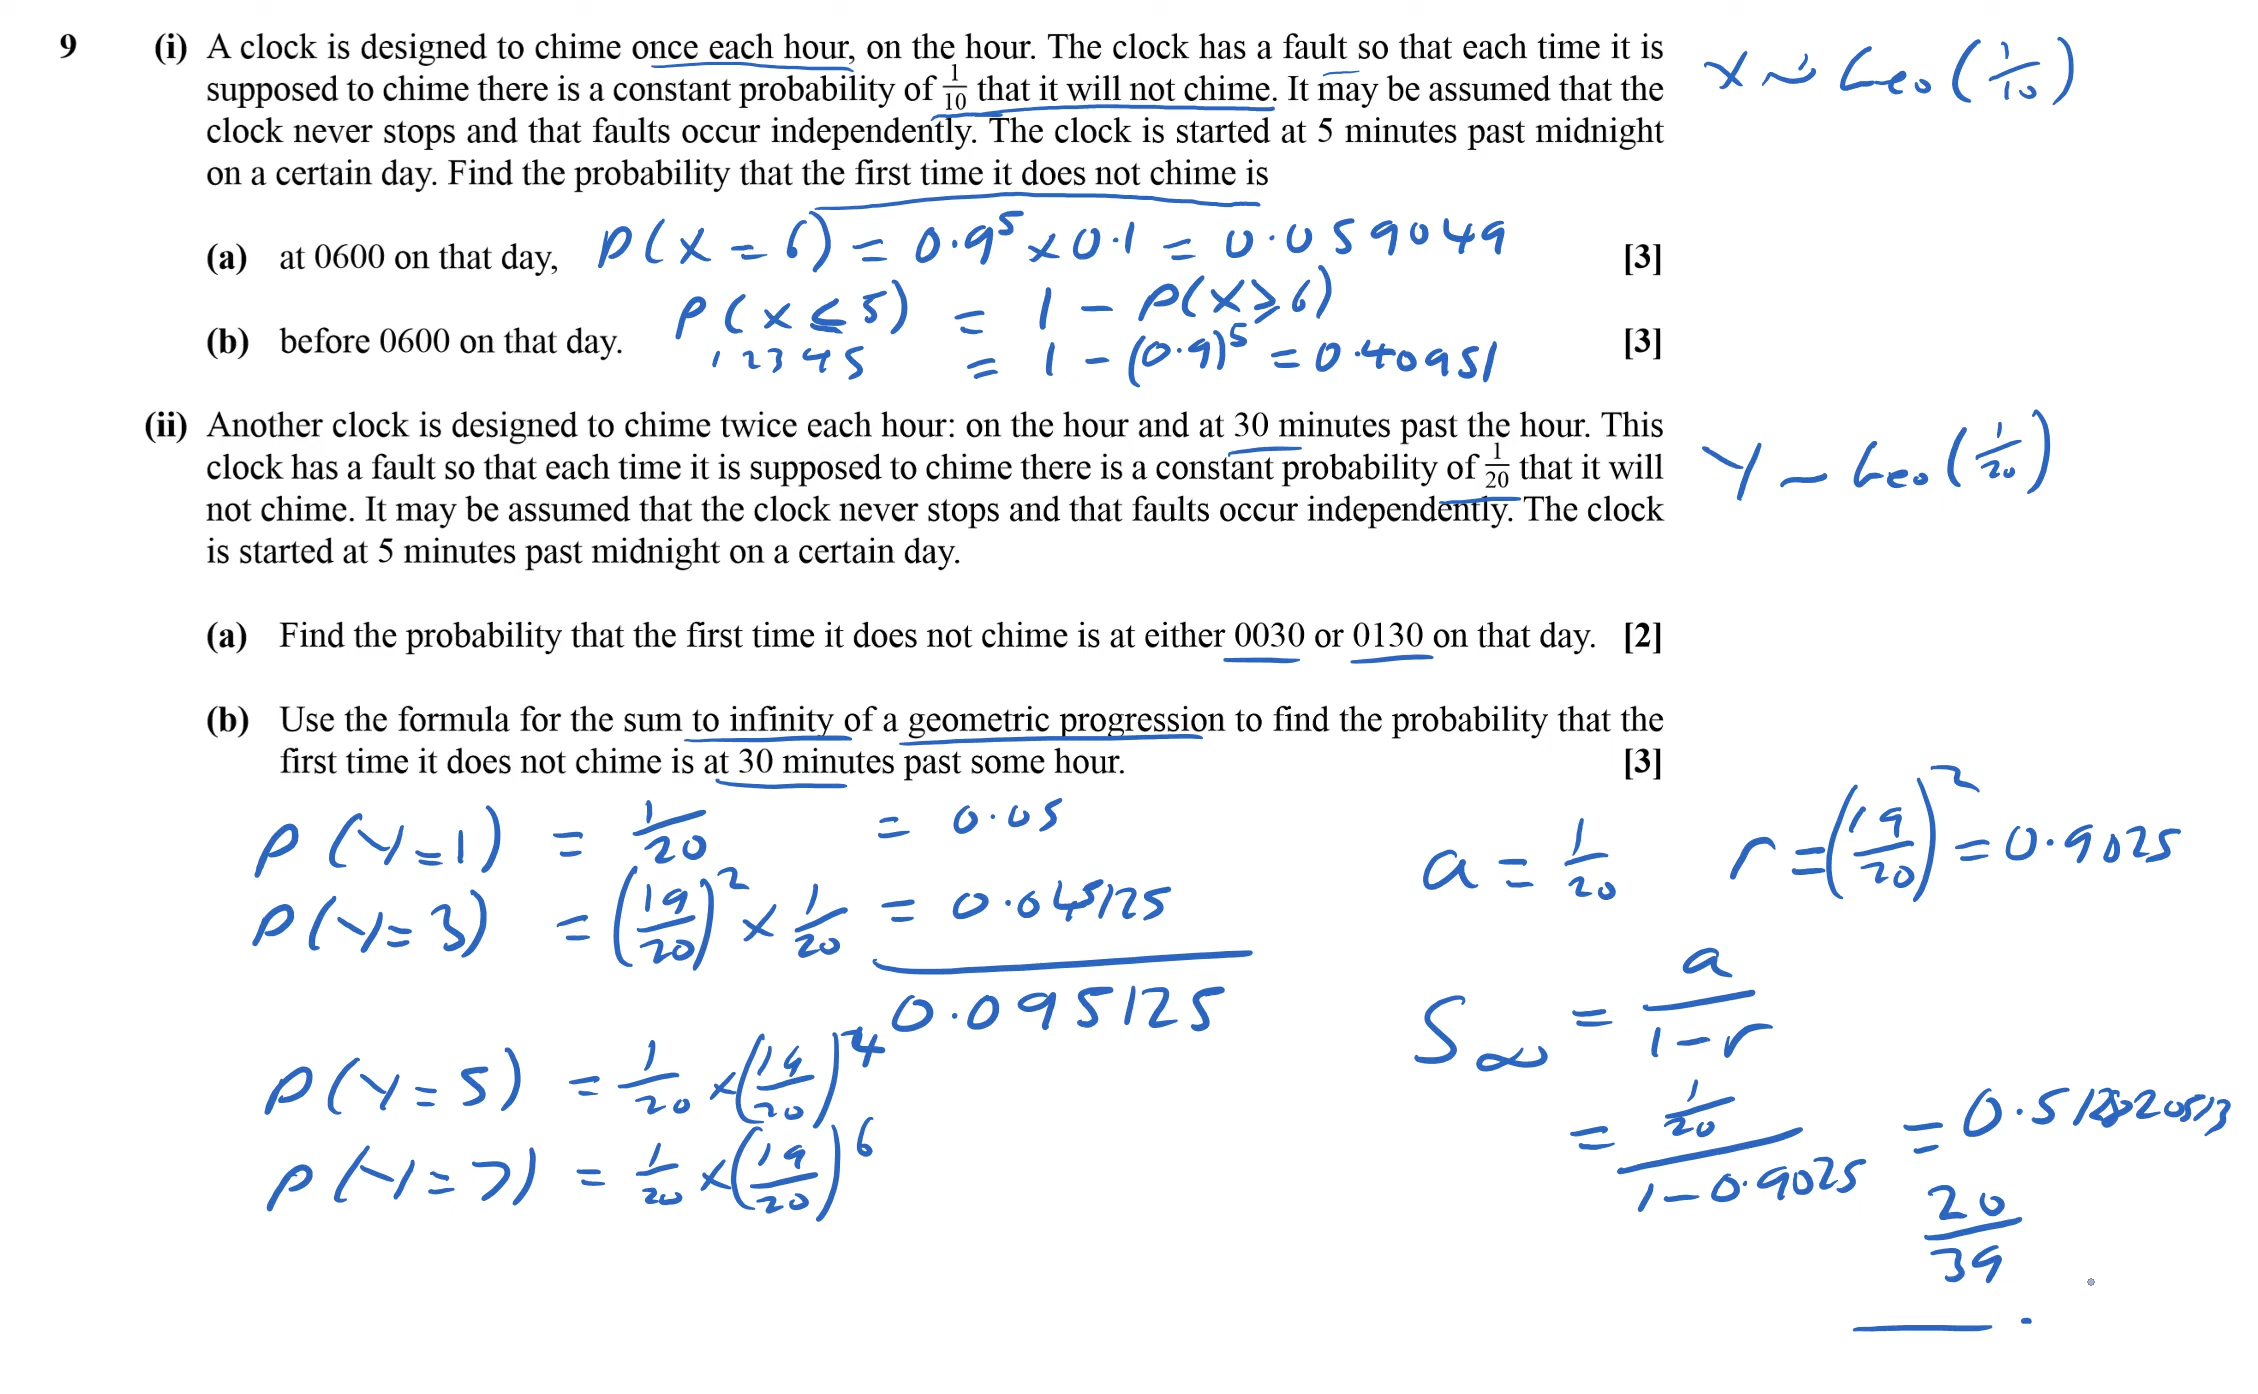 9 (i) A clock is designed to chime once each hour, on the hour. The clock has a fault so that each time it is
X ~ Geo (1/10)
supposed to chime there is a constant probability of 1/10 that it will not chime. It may be assumed that the
clock never stops and that faults occur independently. The clock is started at 5 minutes past midnight
on a certain day. Find the probability that the first time it does not chime is
(a) at 0600 on that day, P(X = 6) = 0.9^5 × 0.1 = 0.059049 [3]
P(X ≤ 5) = 1 - P(X ≥ 6)
(b) before 0600 on that day. 1 2 3 4 5 = 1 - (0.9)^5 = 0.40951 [3]
(ii) Another clock is designed to chime twice each hour: on the hour and at 30 minutes past the hour. This
Y ~ Geo (1/20)
clock has a fault so that each time it is supposed to chime there is a constant probability of 1/20 that it will
not chime. It may be assumed that the clock never stops and that faults occur independently. The clock
is started at 5 minutes past midnight on a certain day.
(a) Find the probability that the first time it does not chime is at either 0030 or 0130 on that day. [2]
(b) Use the formula for the sum to infinity of a geometric progression to find the probability that the
first time it does not chime is at 30 minutes past some hour. [3]
P(Y = 1) = 1/20 = 0.05
P(Y = 3) = (19/20)^2 × 1/20 = 0.045125
0.095125
P(Y = 5) = 1/20 × (19/20)^4
P(Y = 7) = 1/20 × (19/20)^6
a = 1/20 r = (19/20)^2 = 0.9025
S∞ = a/(1-r)
= (1/20)/(1-0.9025) = 0.512820513
20/39